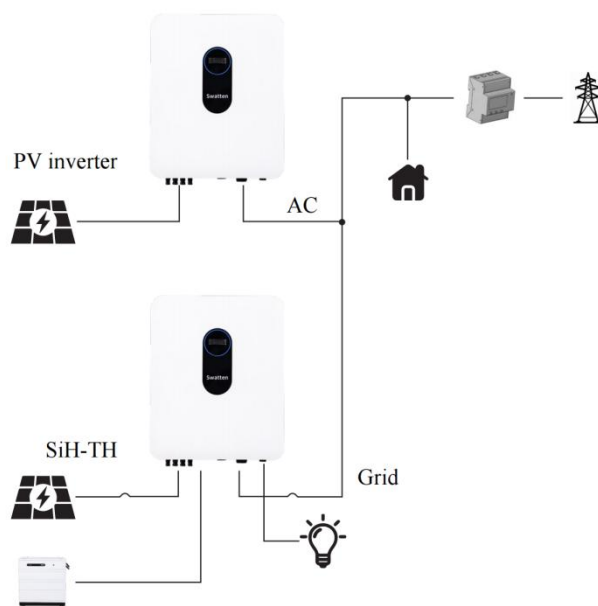 Swatten
PV inverter
AC
Swatten
SiH-TH
Grid